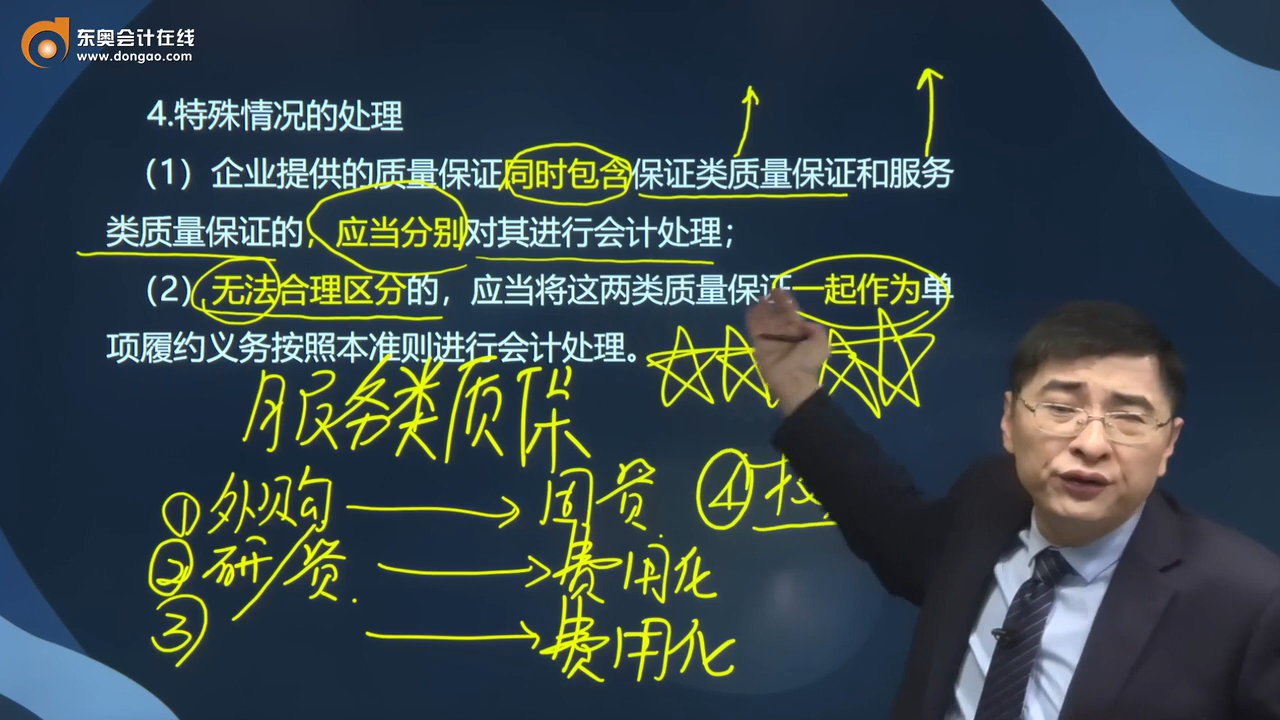 东奥会计在线
www.dongao.com
4.特殊情况的处理
（1）企业提供的质量保证同时包含保证类质量保证和服务
类质量保证的，应当分别对其进行会计处理；
（2）无法合理区分的，应当将这两类质量保证一起作为单
项履约义务按照本准则进行会计处理。
服务类质保
① 外购 固资
② 研 费用化
③ 费用化
④